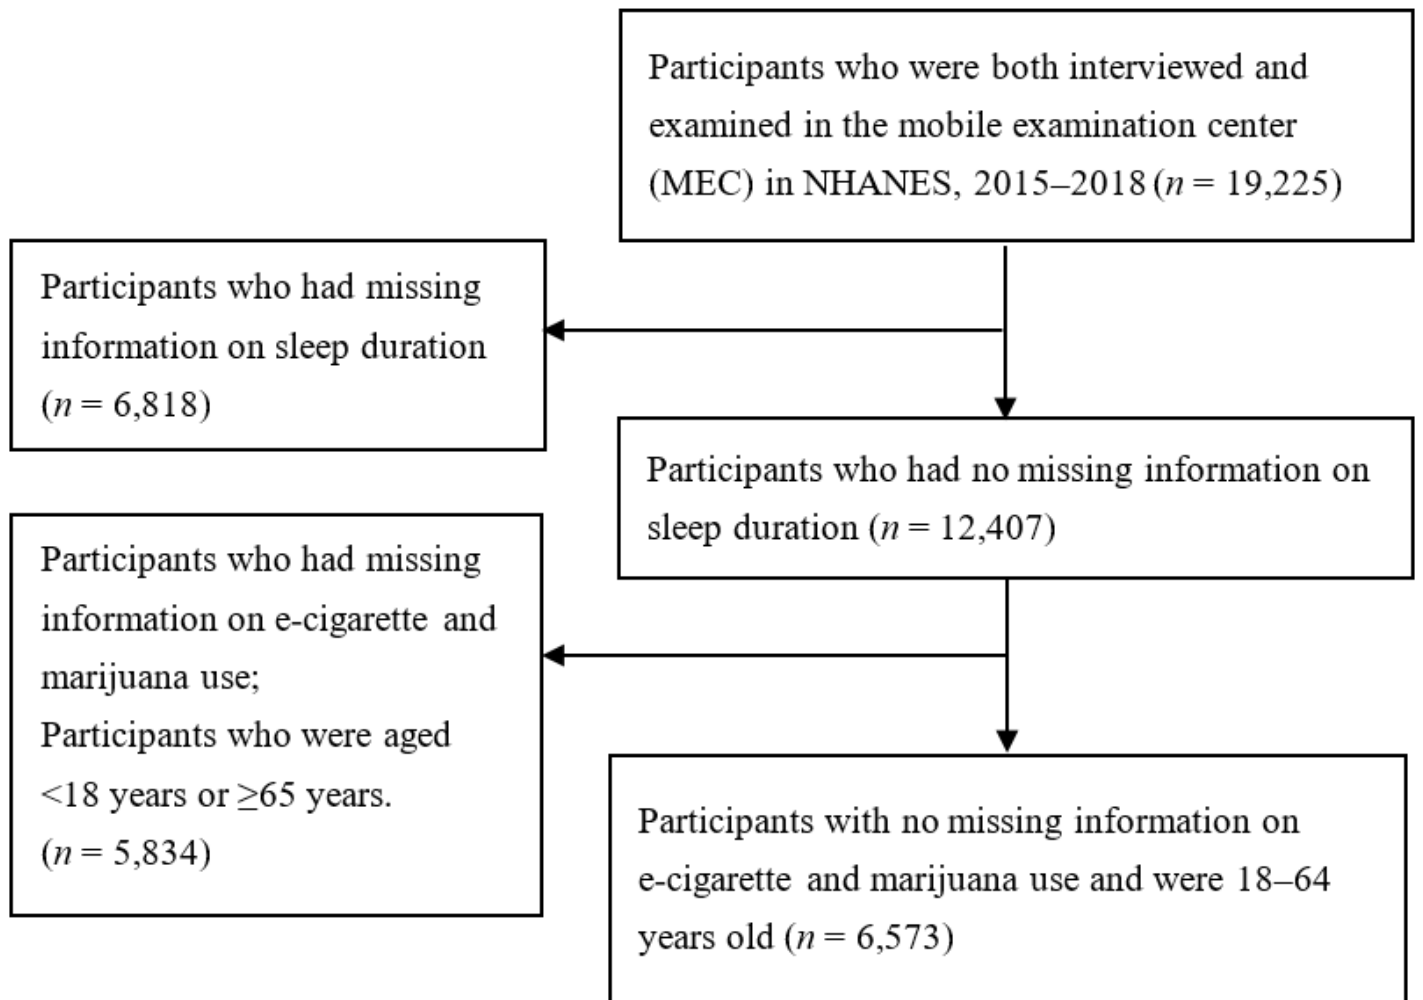 Participants who were both interviewed and
examined in the mobile examination center
(MEC) in NHANES, 2015–2018 (n = 19,225)
Participants who had missing
information on sleep duration
(n = 6,818)
Participants who had no missing information on
sleep duration (n = 12,407)
Participants who had missing
information on e-cigarette and
marijuana use;
Participants who were aged
<18 years or ≥65 years.
(n = 5,834)
Participants with no missing information on
e-cigarette and marijuana use and were 18–64
years old (n = 6,573)